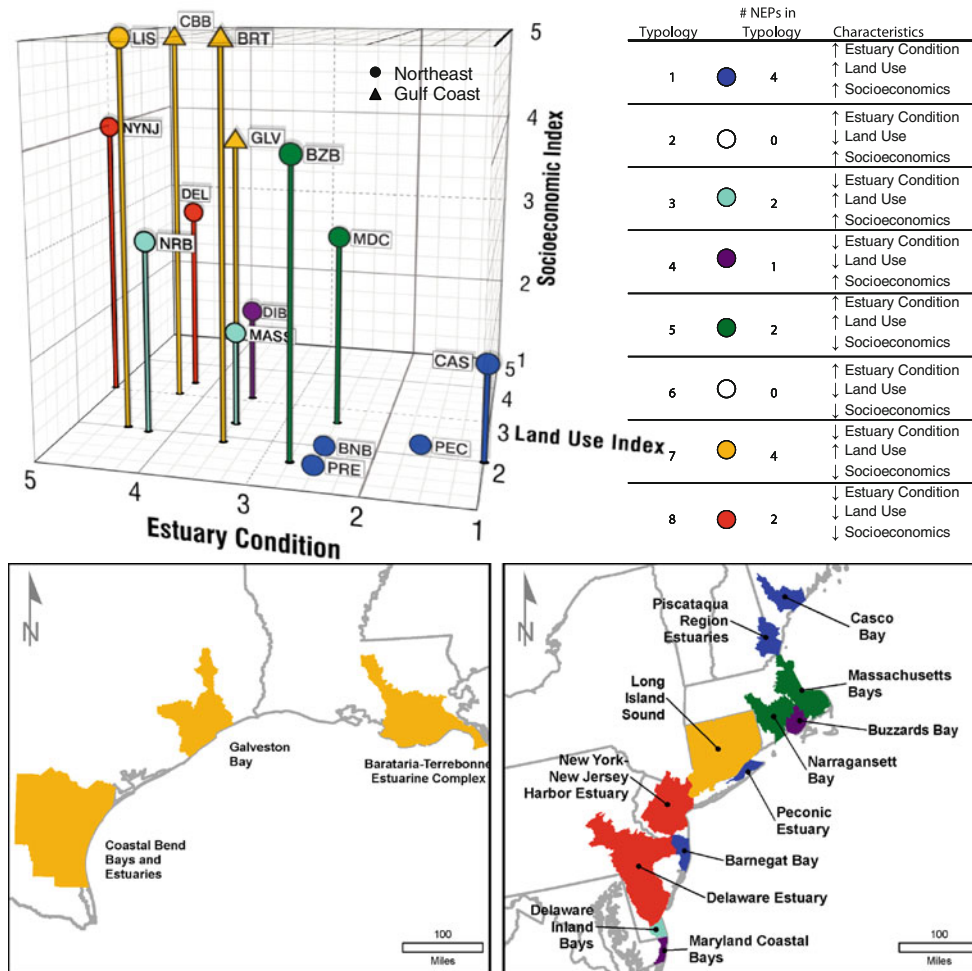 5
CBB
LIS
BRT
Northeast
Gulf Coast
4
NYNJ
GLV
BZB
Socioeconomic Index
3
DEL
NRB
MDC
2
DIB
MASS
CAS
1
5
4
3
Land Use Index
BNB
PEC
PRE
2
5
4
3
2
1
Estuary Condition
# NEPs in
Typology Typology Characteristics
↑ Estuary Condition
1 4 ↑ Land Use
↑ Socioeconomics
↑ Estuary Condition
2 0 ↓ Land Use
↑ Socioeconomics
↓ Estuary Condition
3 2 ↑ Land Use
↑ Socioeconomics
↓ Estuary Condition
4 1 ↓ Land Use
↑ Socioeconomics
↑ Estuary Condition
5 2 ↑ Land Use
↓ Socioeconomics
↑ Estuary Condition
6 0 ↓ Land Use
↓ Socioeconomics
↓ Estuary Condition
7 4 ↑ Land Use
↓ Socioeconomics
↓ Estuary Condition
8 2 ↓ Land Use
↓ Socioeconomics
N
Galveston
Bay
Barataria-Terrebonne
Estuarine Complex
Coastal Bend
Bays and
Estuaries
100
Miles
N
Piscataqua
Region
Estuaries
Casco
Bay
Long
Island
Sound
Massachusetts
Bays
Buzzards Bay
New York-
New Jersey
Harbor Estuary
Narragansett
Bay
Peconic
Estuary
Barnegat Bay
Delaware Estuary
Delaware
Inland
Bays
Maryland Coastal
Bays
100
Miles